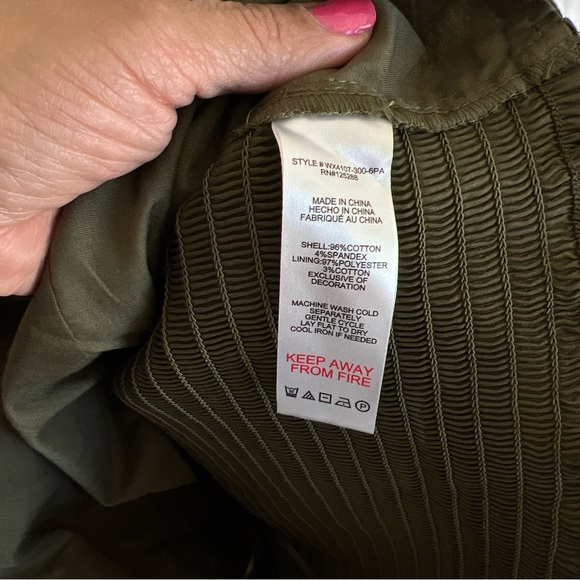 STYLE # WX4107-300-6PA
RN#125288
MADE IN CHINA
HECHO IN CHINA
FABRIQUÉ AU CHINA
SHELL:96%COTTON
4%SPANDEX
LINING:97%POLYESTER
3%COTTON
EXCLUSIVE OF
DECORATION
MACHINE WASH COLD
SEPARATELY
GENTLE CYCLE
LAY FLAT TO DRY
COOL IRON IF NEEDED
KEEP AWAY
FROM FIRE
P